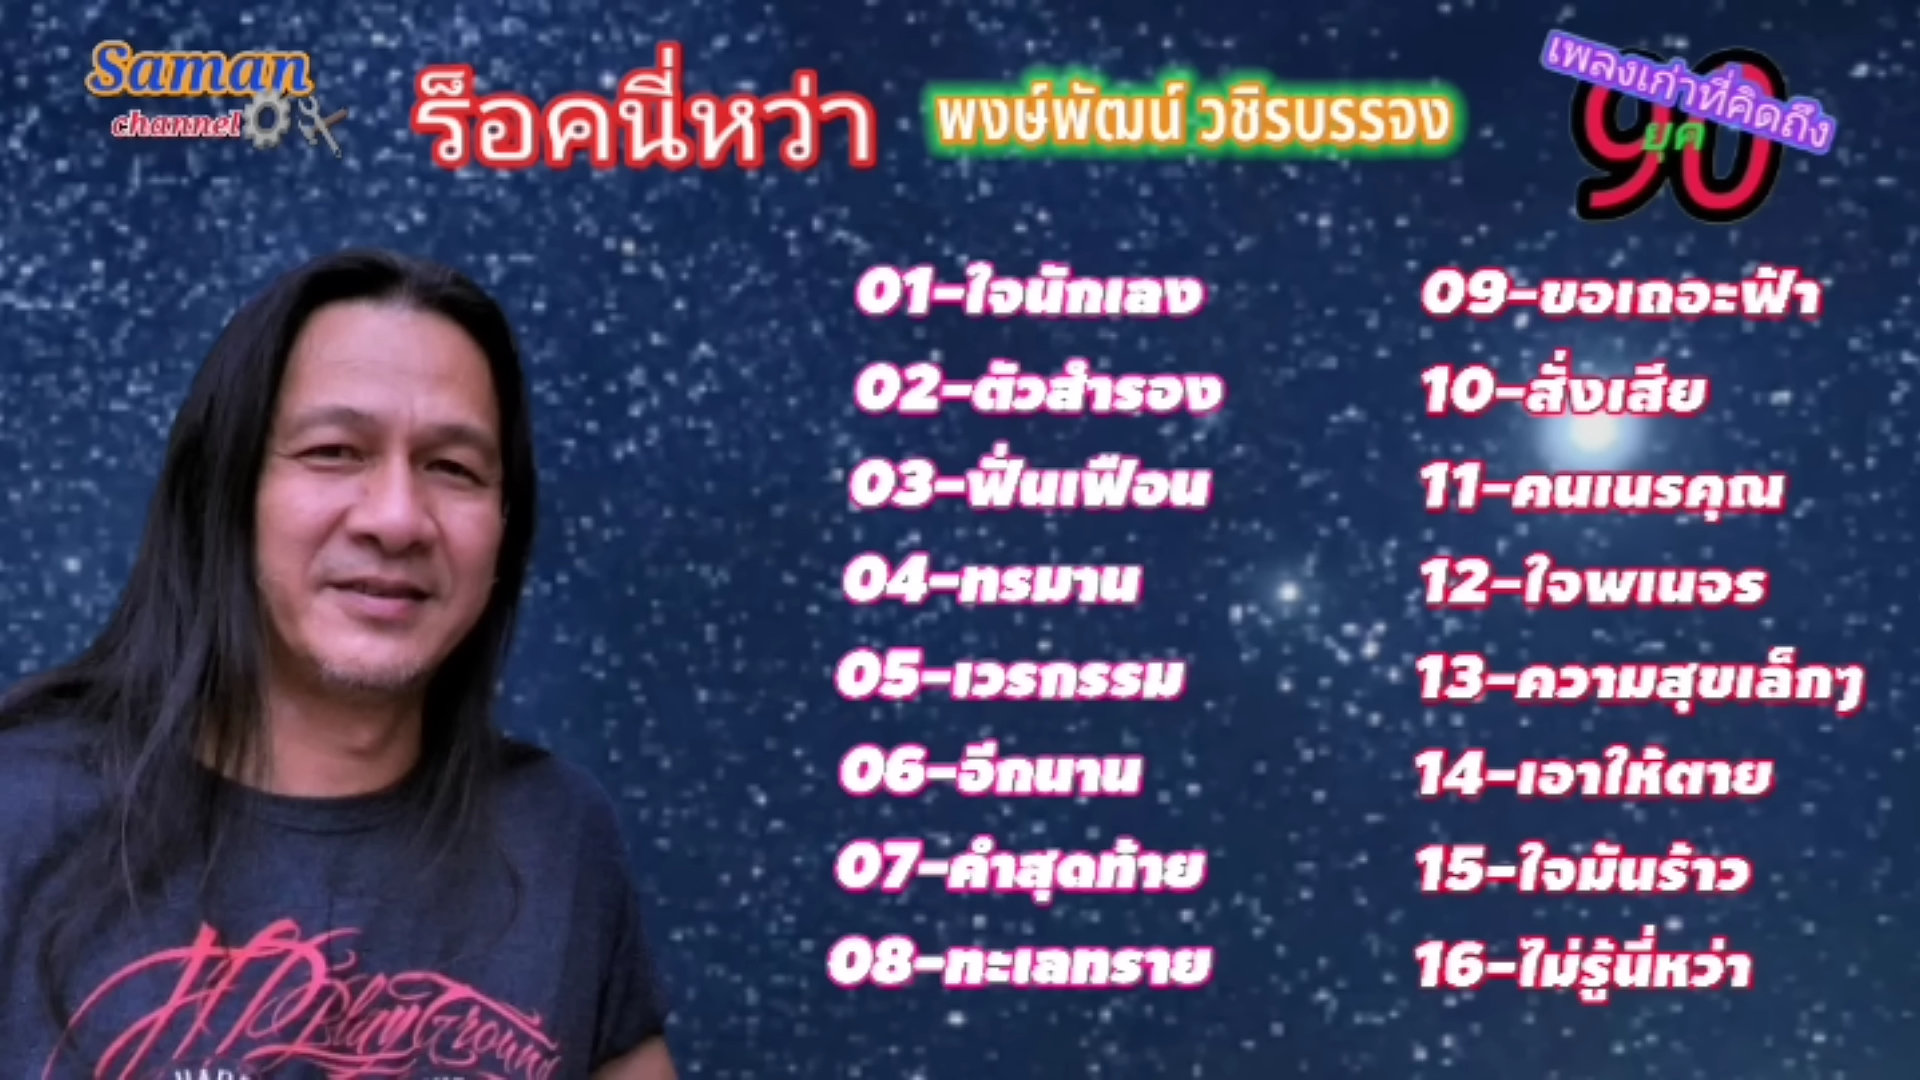 Saman
channel
ร็อคนี่หว่า
พงษ์พัฒน์ วชิรบรรจง
เพลงเก่าที่คิดถึง
ยุค
90
01-ใจนักเลง
02-ตัวสำรอง
03-ฟั่นเฟือน
04-ทรมาน
05-เวรกรรม
06-อีกนาน
07-คำสุดท้าย
08-ทะเลทราย
09-ขอเถอะฟ้า
10-สั่งเสีย
11-คนเนรคุณ
12-ใจพเนจร
13-ความสุขเล็กๆ
14-เอาให้ตาย
15-ใจมันร้าว
16-ไม่รู้นี่หว่า
PlayGround